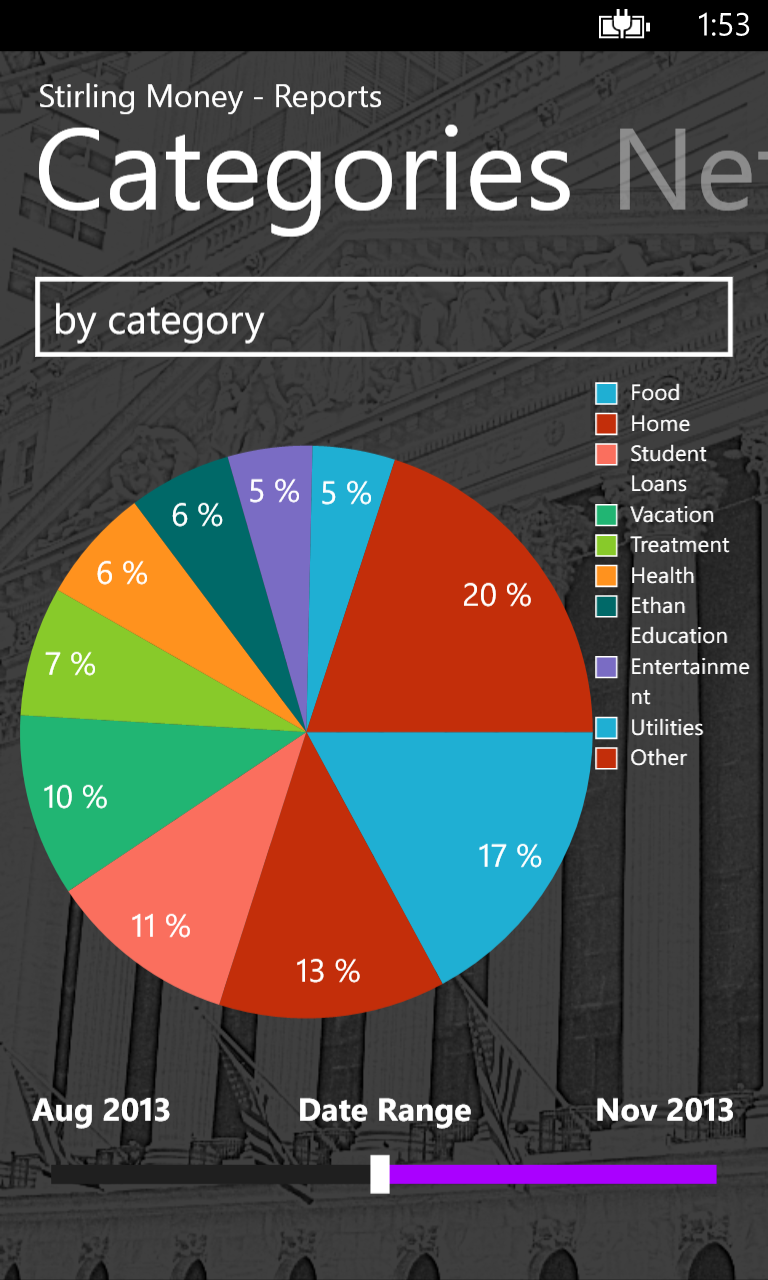 1:53
Stirling Money - Reports
Categories Net
by category
Food
Home
Student
Loans
Vacation
Treatment
Health
Ethan
Education
Entertainme
nt
Utilities
Other
5 %
5 %
20 %
6 %
6 %
7 %
10 %
17 %
11 %
13 %
Aug 2013 Date Range Nov 2013